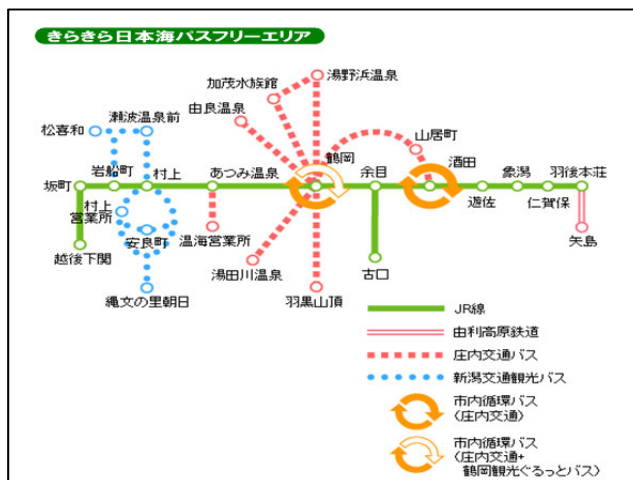 きらきら日本海パスフリーエリア
湯野浜温泉
加茂水族館
由良温泉
瀬波温泉前
松喜和
山居町
鶴岡
酒田
岩船町
村上
あつみ温泉
余目
象潟
羽後本荘
坂町
遊佐
仁賀保
村上
営業所
安良町
温海営業所
矢島
越後下関
湯田川温泉
古口
縄文の里朝日
羽黒山頂
JR線
由利高原鉄道
庄内交通バス
新潟交通観光バス
市内循環バス
(庄内交通)
市内循環バス
(庄内交通+
鶴岡観光ぐるっとバス)